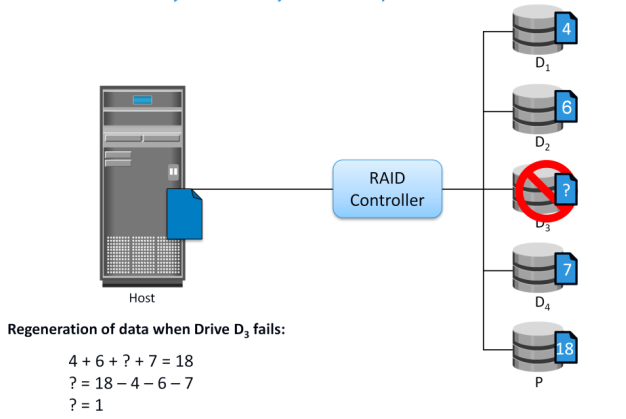 4
D1
6
D2
RAID
Controller
?
D3
7
D4
Host
18
P
Regeneration of data when Drive D3 fails:
4 + 6 + ? + 7 = 18
? = 18 – 4 – 6 – 7
? = 1